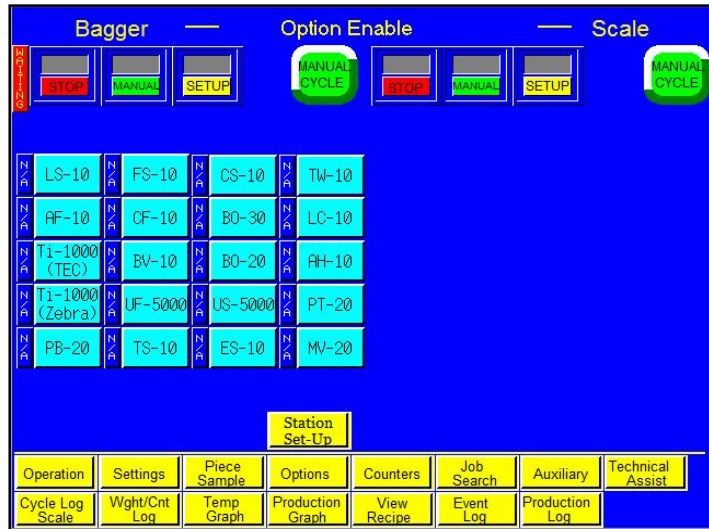 Bagger — Option Enable — Scale
WAITING
STOP MANUAL SETUP MANUAL CYCLE STOP MANUAL SETUP MANUAL CYCLE
N/A LS-10 N/A FS-10 N/A CS-10 N/A TW-10
N/A AF-10 N/A CF-10 N/A BO-30 N/A LC-10
N/A Ti-1000 (TEC) N/A BV-10 N/A BO-20 N/A AH-10
N/A Ti-1000 (Zebra) N/A UF-5000 N/A US-5000 N/A PT-20
N/A PB-20 N/A TS-10 N/A ES-10 N/A MV-20
Station
Set-Up
Operation Settings Piece Sample Options Counters Job Search Auxiliary Technical Assist
Cycle Log Scale Wght/Cnt Log Temp Graph Production Graph View Recipe Event Log Production Log